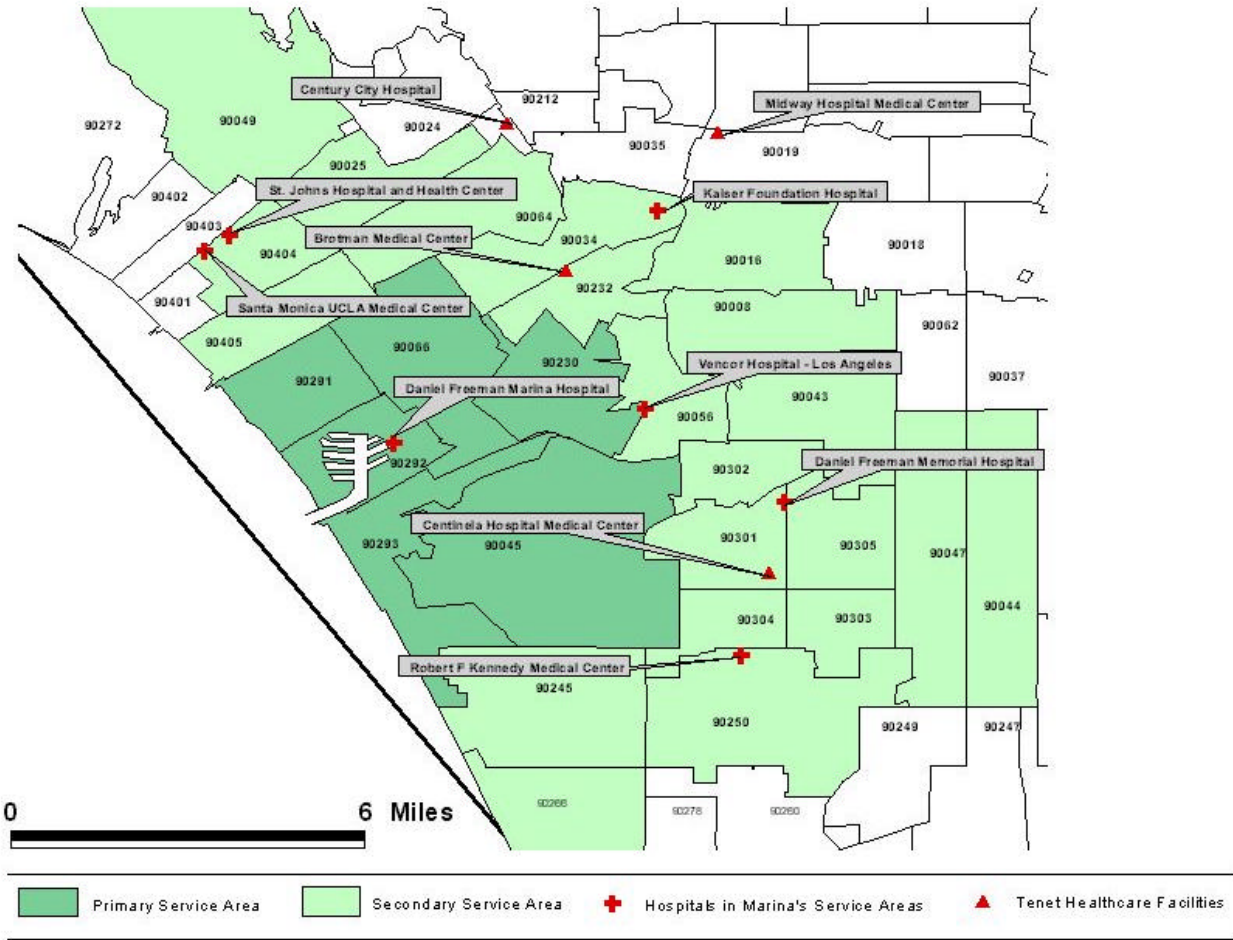 Century City Hospital
90212
Midway Hospital Medical Center
90272
90049
90024
90035
90019
90025
St. Johns Hospital and Health Center
Kaiser Foundation Hospital
90402
90403
90064
90404
Brotman Medical Center
90034
90018
90016
90401
Santa Monica UCLA Medical Center
90232
90008
90062
90405
90066
90230
Vencor Hospital - Los Angeles
90291
Daniel Freeman Marina Hospital
90043
90037
90056
90292
90302
Daniel Freeman Memorial Hospital
Centinela Hospital Medical Center
90293
90045
90301
90305
90047
90044
90304
90303
Robert F Kennedy Medical Center
90245
90250
90249
90247
90266
90278
90260
0
6 Miles
Primary Service Area
Secondary Service Area
Hospitals in Marina's Service Areas
Tenet Healthcare Facilities